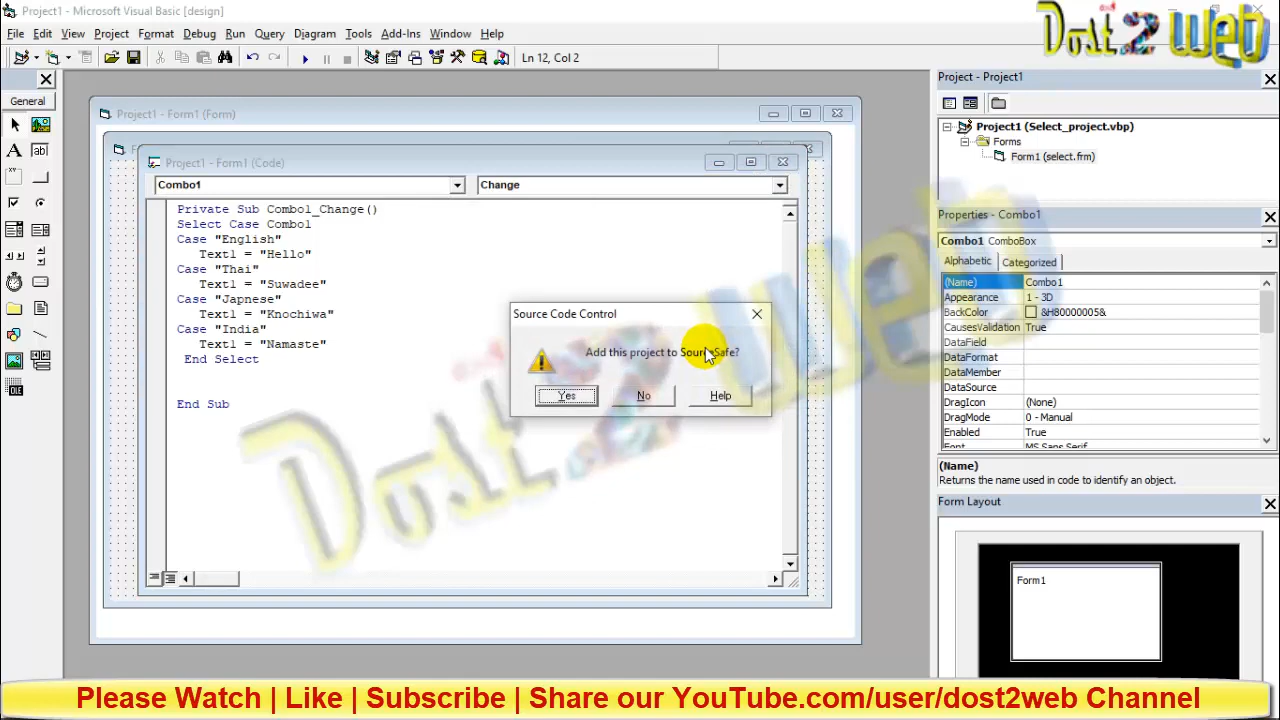 Project1 - Microsoft Visual Basic [design]
File Edit View Project Format Debug Run Query Diagram Tools Add-Ins Window Help
Ln 12, Col 2
Dost2Web
General
Project1 - Form1 (Form)
Project1 - Form1 (Code)
Combo1 Change
Private Sub Combo1_Change()
Select Case Combo1
Case "English"
Text1 = "Hello"
Case "Thai"
Text1 = "Suwadee"
Case "Japnese"
Text1 = "Knochiwa"
Case "India"
Text1 = "Namaste"
End Select
End Sub
Source Code Control
Add this project to SourceSafe?
Yes No Help
Project - Project1
Project1 (Select_project.vbp)
Forms
Form1 (select.frm)
Properties - Combo1
Combo1 ComboBox
Alphabetic Categorized
(Name) Combo1
Appearance 1 - 3D
BackColor &H80000005&
CausesValidation True
DataField
DataFormat
DataMember
DataSource
DragIcon (None)
DragMode 0 - Manual
Enabled True
Font MS Sans Serif
(Name)
Returns the name used in code to identify an object.
Form Layout
Form1
Dost2Web
Please Watch | Like | Subscribe | Share our YouTube.com/user/dost2web Channel